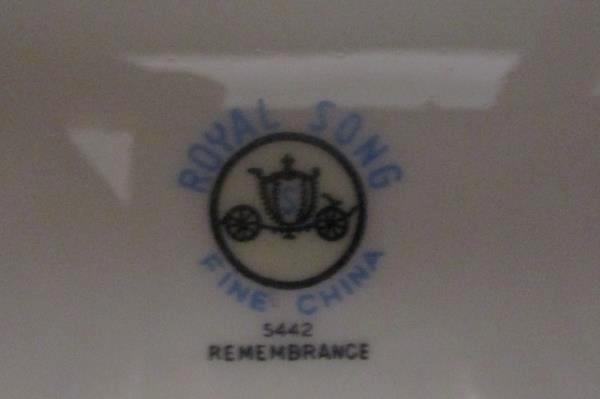 ROYAL SONG
S
FINE CHINA
5442
REMEMBRANCE